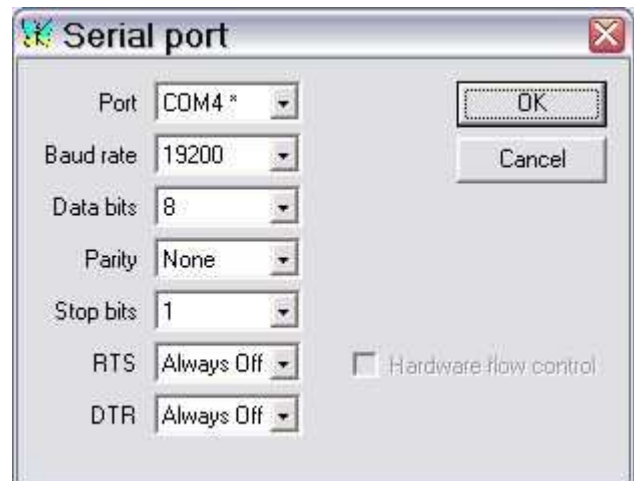 Serial port
Port COM4 * OK
Baud rate 19200 Cancel
Data bits 8
Parity None
Stop bits 1
RTS Always Off Hardware flow control
DTR Always Off